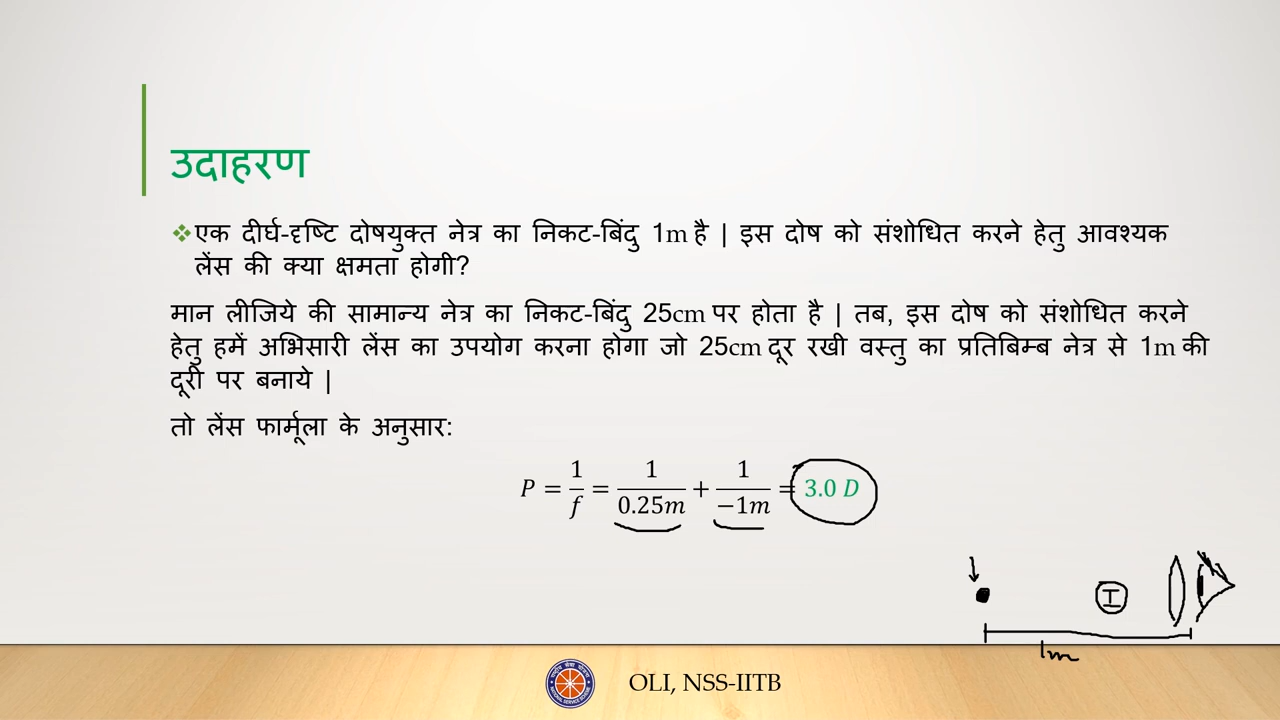 उदाहरण
एक दीर्घ-दृष्टि दोषयुक्त नेत्र का निकट-बिंदु 1m है | इस दोष को संशोधित करने हेतु आवश्यक
लेंस की क्या क्षमता होगी?
मान लीजिये की सामान्य नेत्र का निकट-बिंदु 25cm पर होता है | तब, इस दोष को संशोधित करने
हेतु हमें अभिसारी लेंस का उपयोग करना होगा जो 25cm दूर रखी वस्तु का प्रतिबिम्ब नेत्र से 1m की
दूरी पर बनाये |
तो लेंस फार्मूला के अनुसार:
P = 1/f = 1/0.25m + 1/−1m = 3.0 D
I
1m
OLI, NSS-IITB